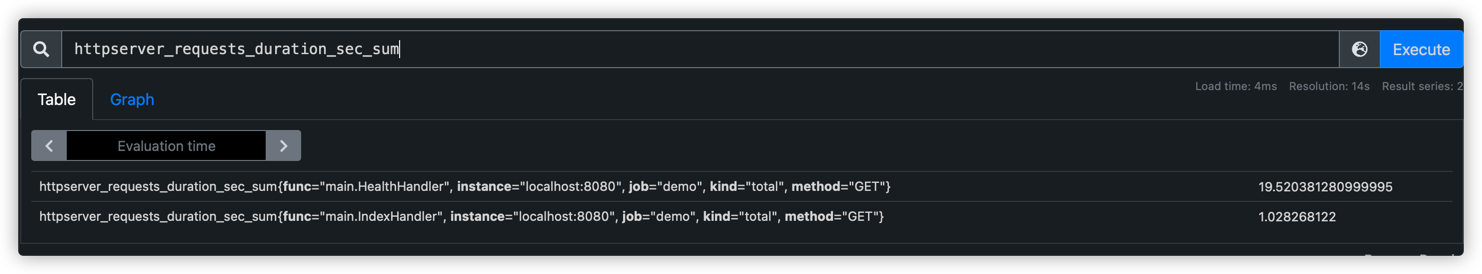 httpserver_requests_duration_sec_sum
Execute
Table
Graph
Load time: 4ms Resolution: 14s Result series: 2
Evaluation time
httpserver_requests_duration_sec_sum{func="main.HealthHandler", instance="localhost:8080", job="demo", kind="total", method="GET"} 19.520381280999995
httpserver_requests_duration_sec_sum{func="main.IndexHandler", instance="localhost:8080", job="demo", kind="total", method="GET"} 1.028268122